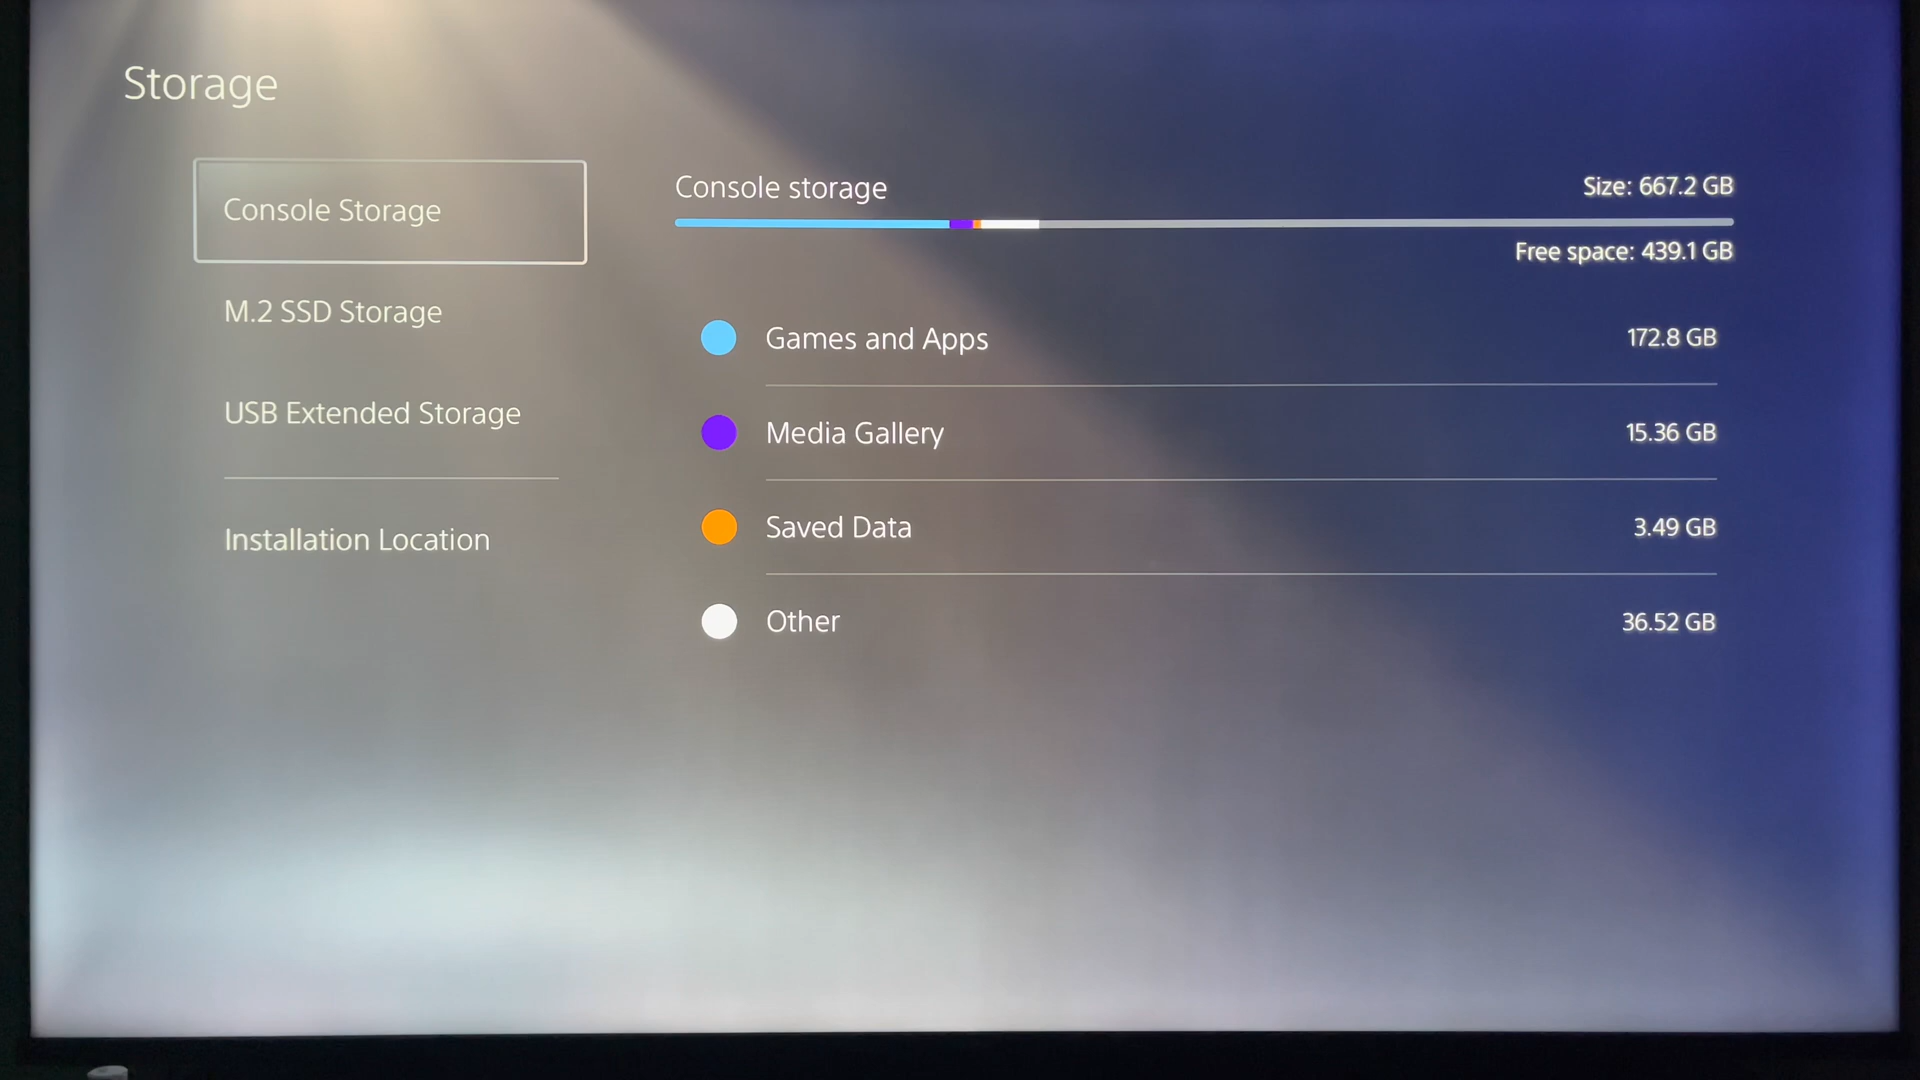 Storage
Console Storage
M.2 SSD Storage
USB Extended Storage
Installation Location
Console storage
Size: 667.2 GB
Free space: 439.1 GB
Games and Apps
172.8 GB
Media Gallery
15.36 GB
Saved Data
3.49 GB
Other
36.52 GB